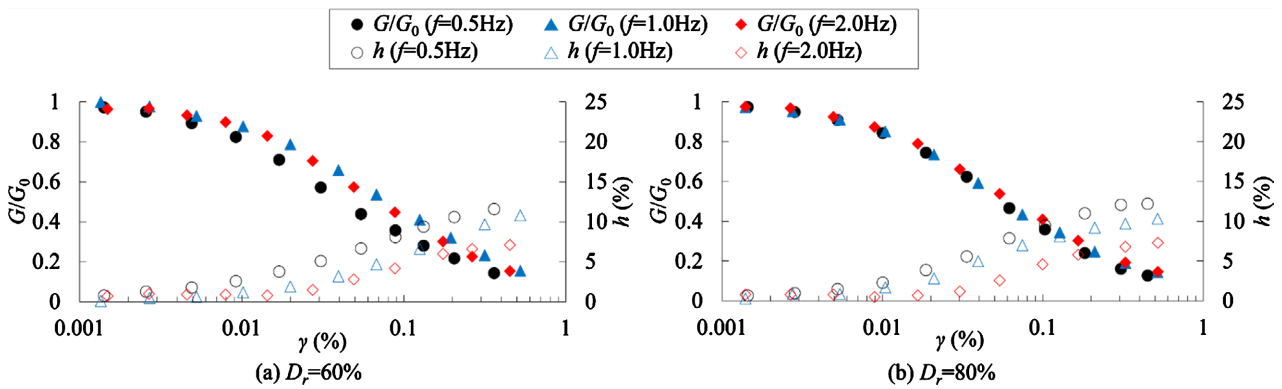 G/G0 (f=0.5Hz) G/G0 (f=1.0Hz) G/G0 (f=2.0Hz)
h (f=0.5Hz) h (f=1.0Hz) h (f=2.0Hz)
1
0.8
0.6
0.4
0.2
0
G/G0
25
20
15
10
5
0
h (%)
0.001 0.01 0.1 1
γ (%)
(a) Dr=60%
1
0.8
0.6
0.4
0.2
0
G/G0
25
20
15
10
5
0
h (%)
0.001 0.01 0.1 1
γ (%)
(b) Dr=80%